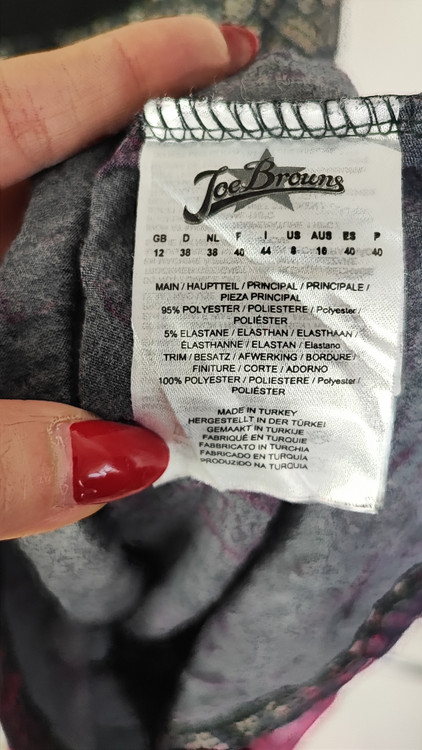 Joe Browns
GB D NL F I US AUS ES P
12 38 38 40 44 8 16 40 40
MAIN / HAUPTTEIL / PRINCIPAL / PRINCIPALE /
PIEZA PRINCIPAL
95% POLYESTER / POLIESTERE / Polyester /
POLIÉSTER
5% ELASTANE / ELASTHAN / ELASTHAAN /
ÉLASTHANNE / ELASTAN / Elastano
TRIM / BESATZ / AFWERKING / BORDURE /
FINITURE / CORTE / ADORNO
100% POLYESTER / POLIESTERE / Polyester /
POLIÉSTER
MADE IN TURKEY
HERGESTELLT IN DER TÜRKEI
GEMAAKT IN TURKIJE
FABRIQUÉ EN TURQUIE
FABBRICATO IN TURCHIA
FABRICADO EN TURQUÍA
PRODUZIDO NA TURQUIA